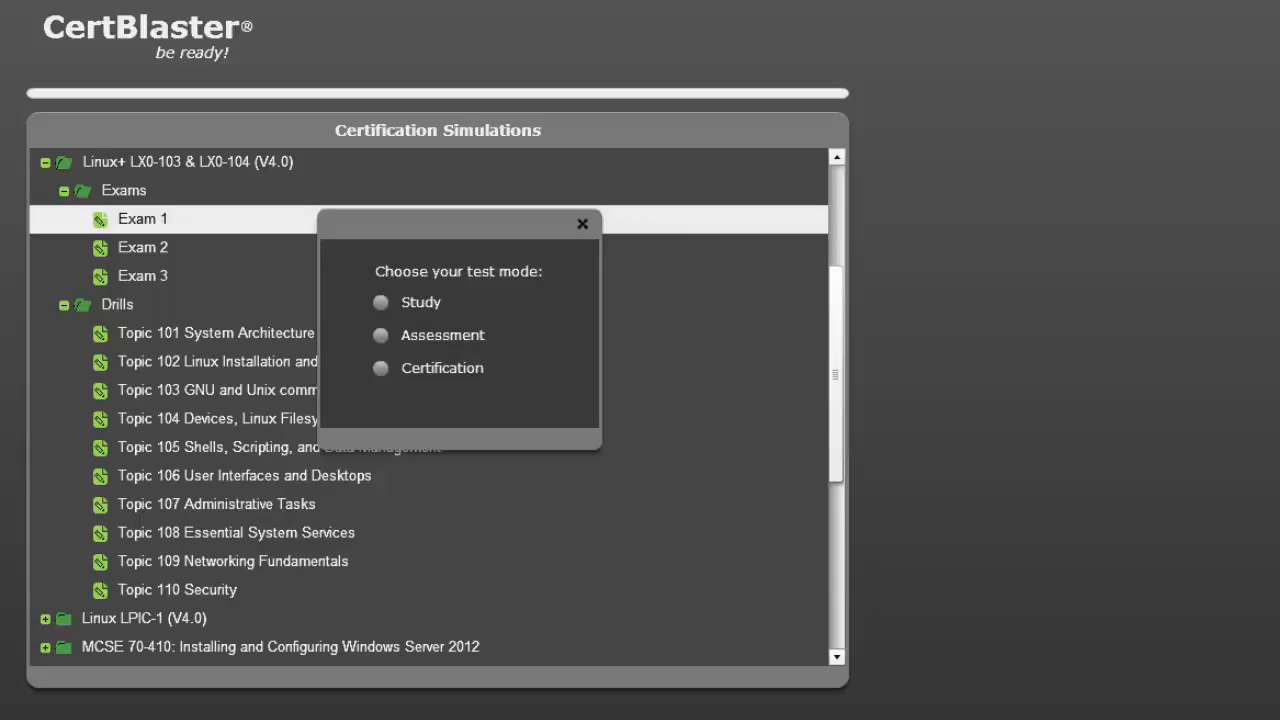 CertBlaster®
be ready!
Certification Simulations
Linux+ LX0-103 & LX0-104 (V4.0)
Exams
Exam 1
Exam 2
Exam 3
Choose your test mode:
Study
Assessment
Certification
Drills
Topic 101 System Architecture
Topic 102 Linux Installation and
Topic 103 GNU and Unix comm
Topic 104 Devices, Linux Filesy
Topic 105 Shells, Scripting, and Data Management
Topic 106 User Interfaces and Desktops
Topic 107 Administrative Tasks
Topic 108 Essential System Services
Topic 109 Networking Fundamentals
Topic 110 Security
Linux LPIC-1 (V4.0)
MCSE 70-410: Installing and Configuring Windows Server 2012